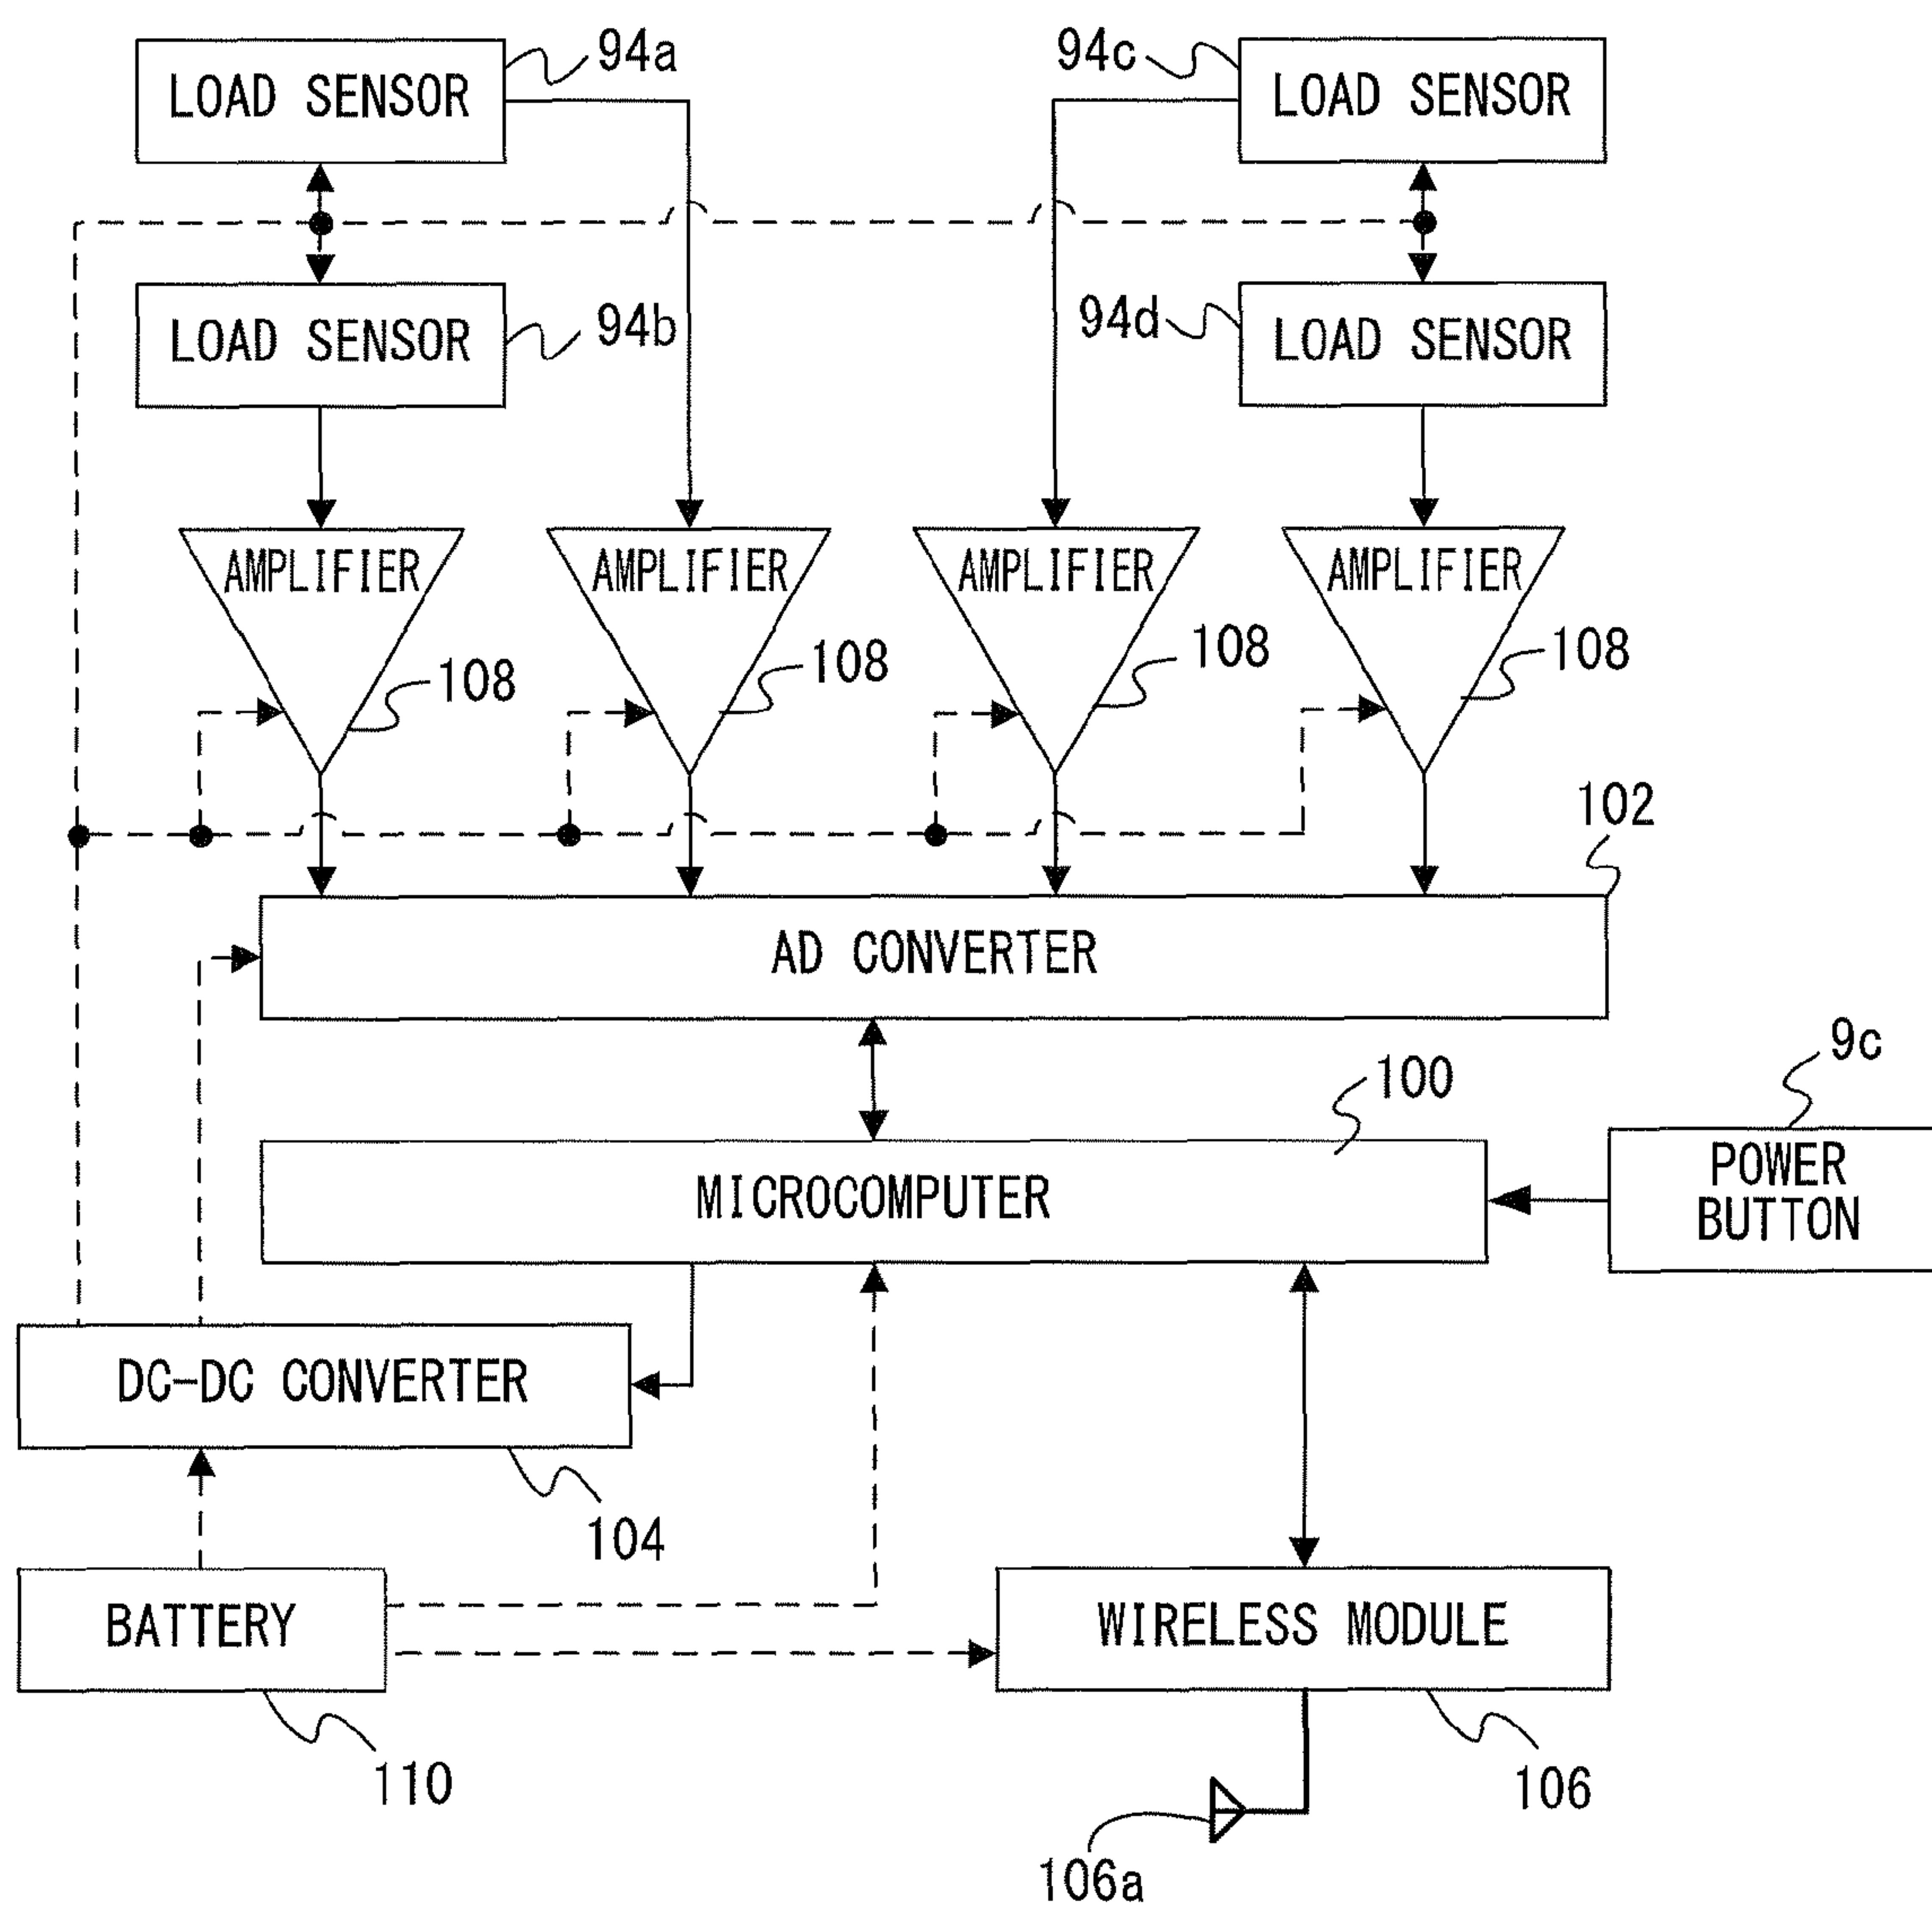 94a
94c
LOAD SENSOR
LOAD SENSOR
94b
94d
LOAD SENSOR
LOAD SENSOR
AMPLIFIER
AMPLIFIER
AMPLIFIER
AMPLIFIER
108
108
108
108
102
AD CONVERTER
9c
100
MICROCOMPUTER
POWER
BUTTON
DC-DC CONVERTER
104
BATTERY
WIRELESS MODULE
110
106
106a